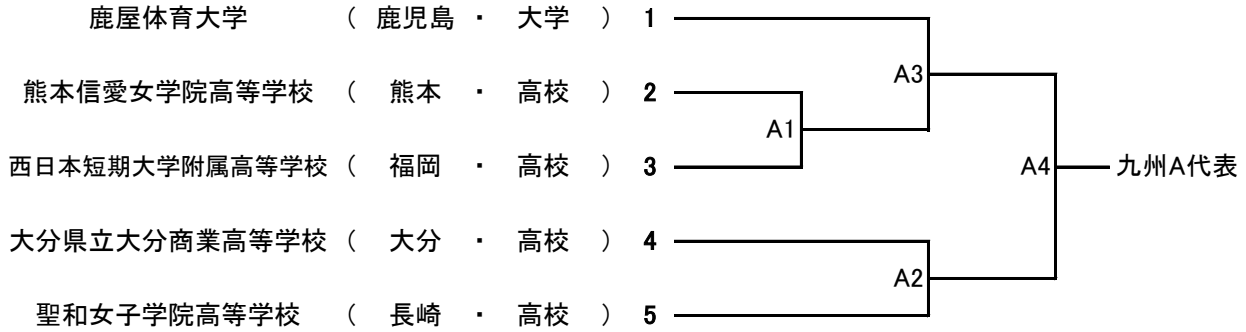 鹿屋体育大学 ( 鹿児島 ・ 大学 ) 1
A3
熊本信愛女学院高等学校 ( 熊本 ・ 高校 ) 2
A1
西日本短期大学附属高等学校 ( 福岡 ・ 高校 ) 3
A4 九州A代表
大分県立大分商業高等学校 ( 大分 ・ 高校 ) 4
A2
聖和女子学院高等学校 ( 長崎 ・ 高校 ) 5